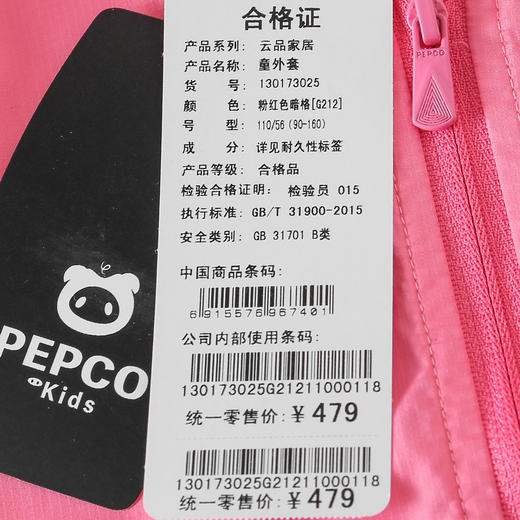 合格证
产品系列: 云品家居
产品名称: 童外套
货 号: 130173025
颜 色: 粉红色暗格[G212]
号 型: 110/56 (90-160)
成 分: 详见耐久性标签
产品等级: 合格品
检验合格证明: 检验员 015
执行标准: GB/T 31900-2015
安全类别: GB 31701 B类
中国商品条码:
6 915576 967401
公司内部使用条码:
130173025G21211000118
统一零售价: ¥ 479
130173025G21211000118
统一零售价: ¥ 479
PEPCO
Kids
PEPCO